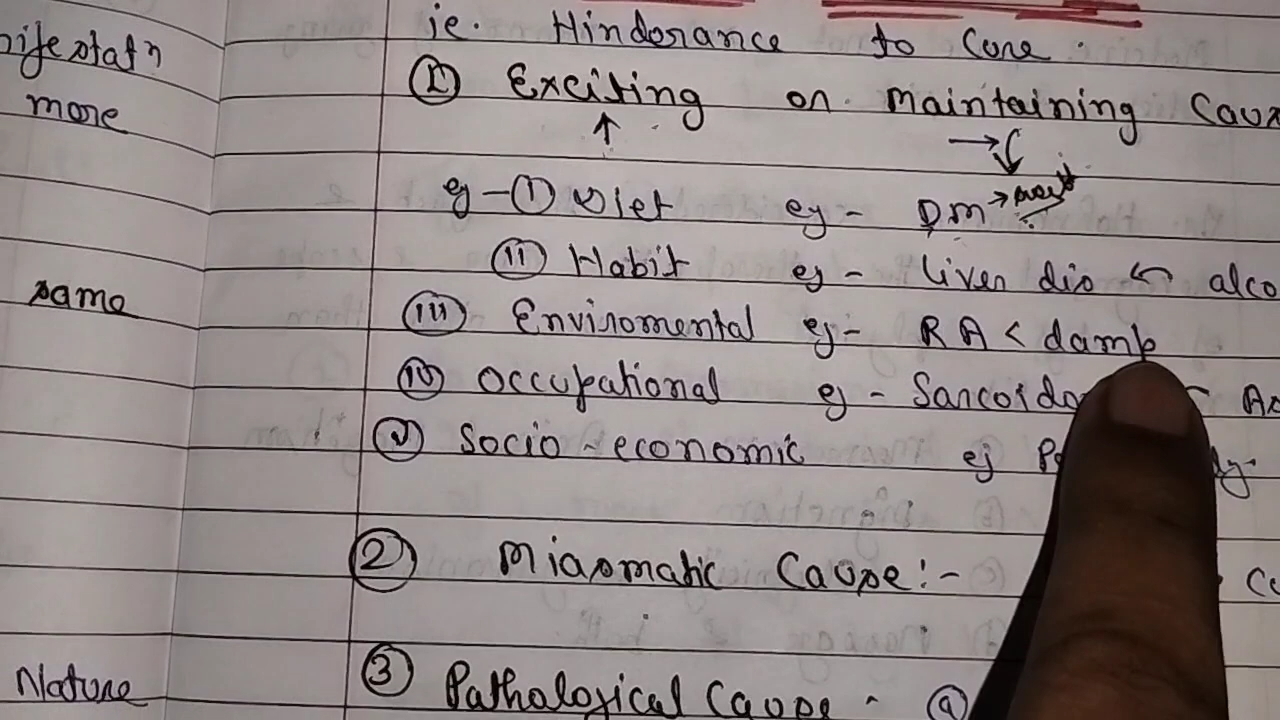 ie. Hinderance to Cure.
more
① Exciting or maintaining Caus
eg - ① Diet eg - DM →
ⅱ Habit eg - liver dis ← alco
same
ⅲ Enviromental eg - RA < damp
ⅳ Occupational eg - Sarcoido
ⅴ Socio-economic eg
② Miasmatic Cause:-
Nature
③ Pathological Cause - ⓐ